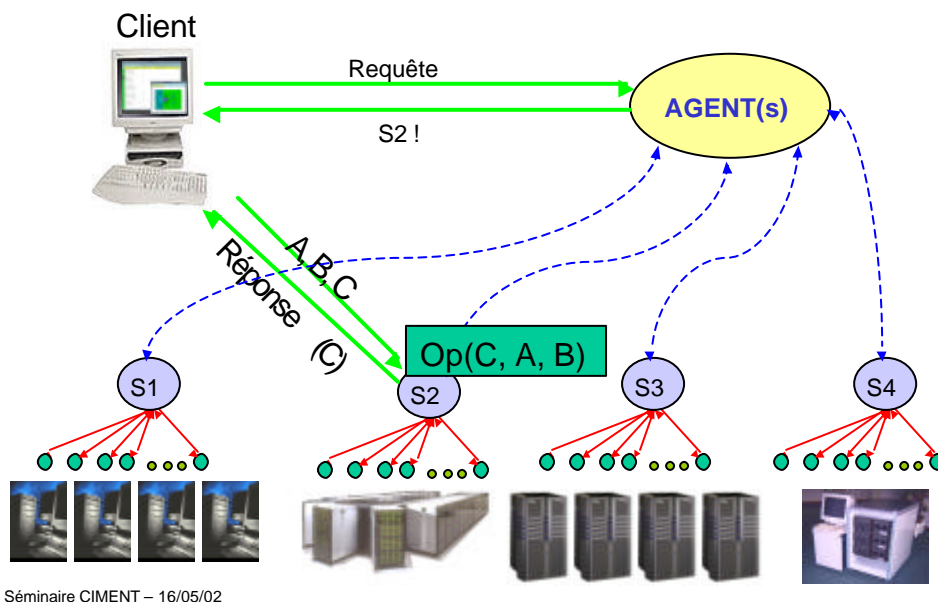 Client
Requête
AGENT(s)
S2 !
A, B, C
Réponse (C)
Op(C, A, B)
S1
S2
S3
S4
Séminaire CIMENT – 16/05/02